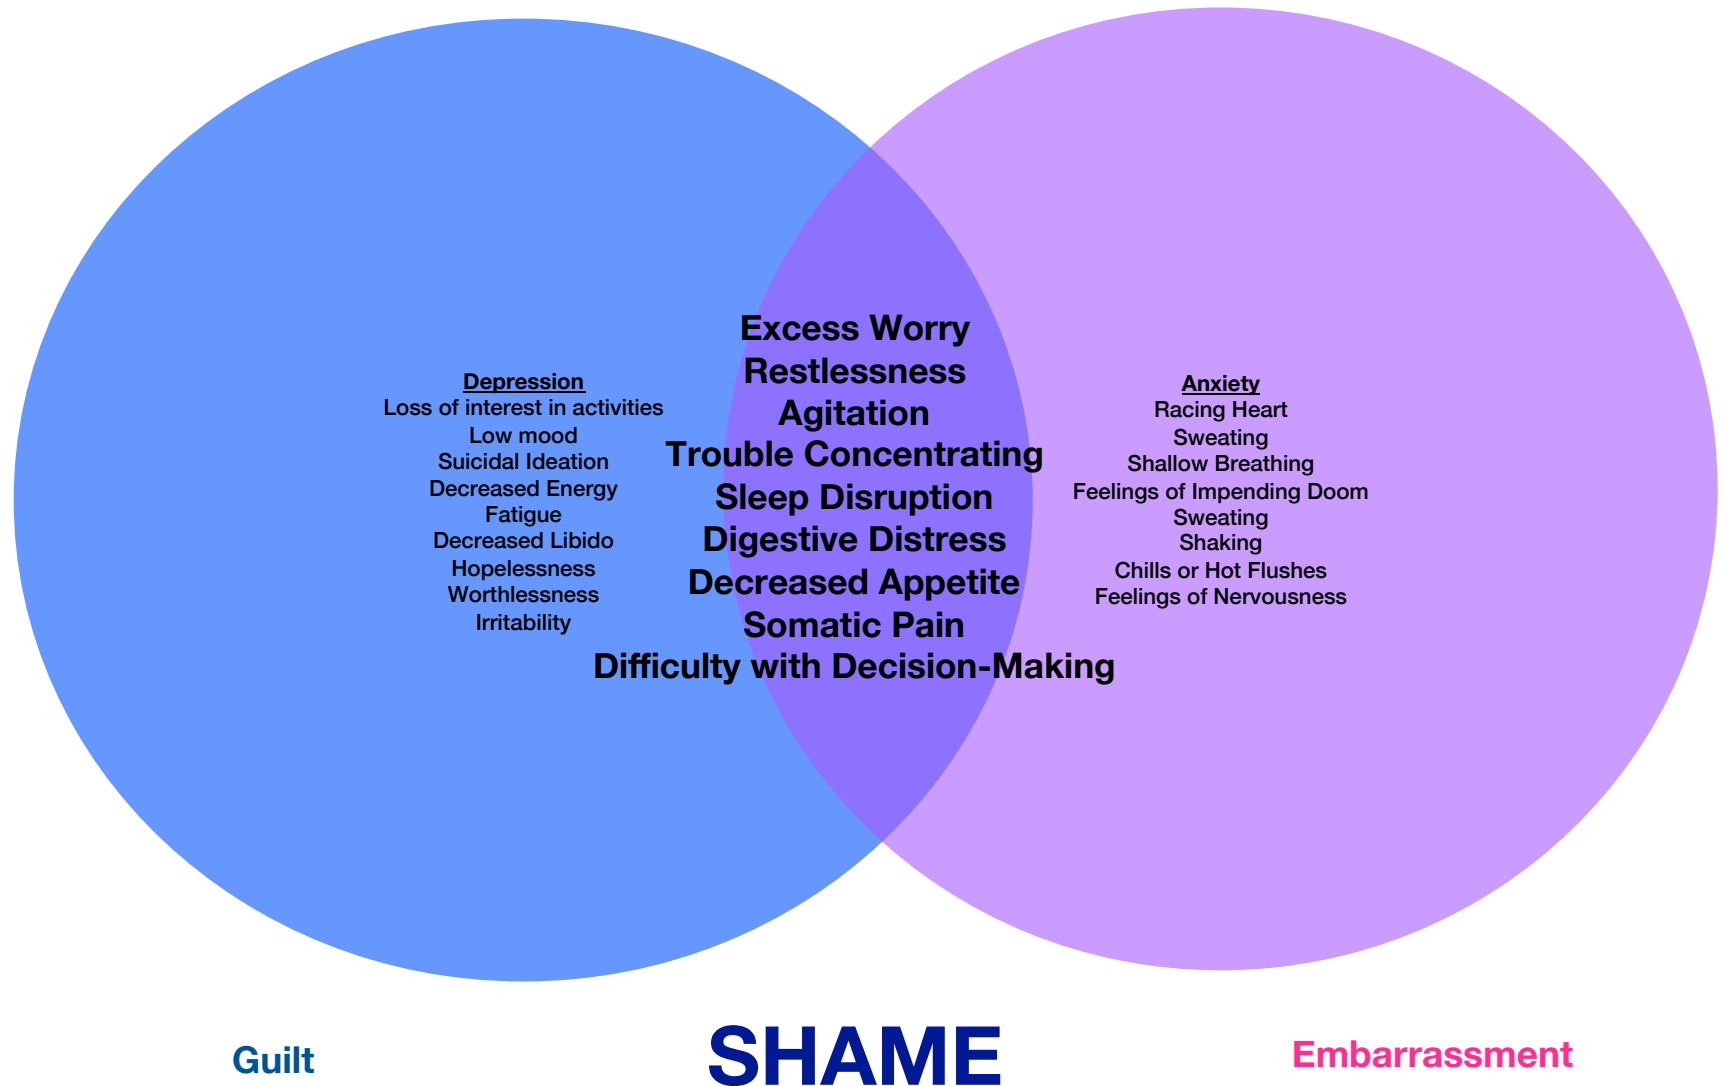 Depression
Loss of interest in activities
Low mood
Suicidal Ideation
Decreased Energy
Fatigue
Decreased Libido
Hopelessness
Worthlessness
Irritability
Excess Worry
Restlessness
Agitation
Trouble Concentrating
Sleep Disruption
Digestive Distress
Decreased Appetite
Somatic Pain
Difficulty with Decision-Making
Anxiety
Racing Heart
Sweating
Shallow Breathing
Feelings of Impending Doom
Sweating
Shaking
Chills or Hot Flushes
Feelings of Nervousness
Guilt
SHAME
Embarrassment